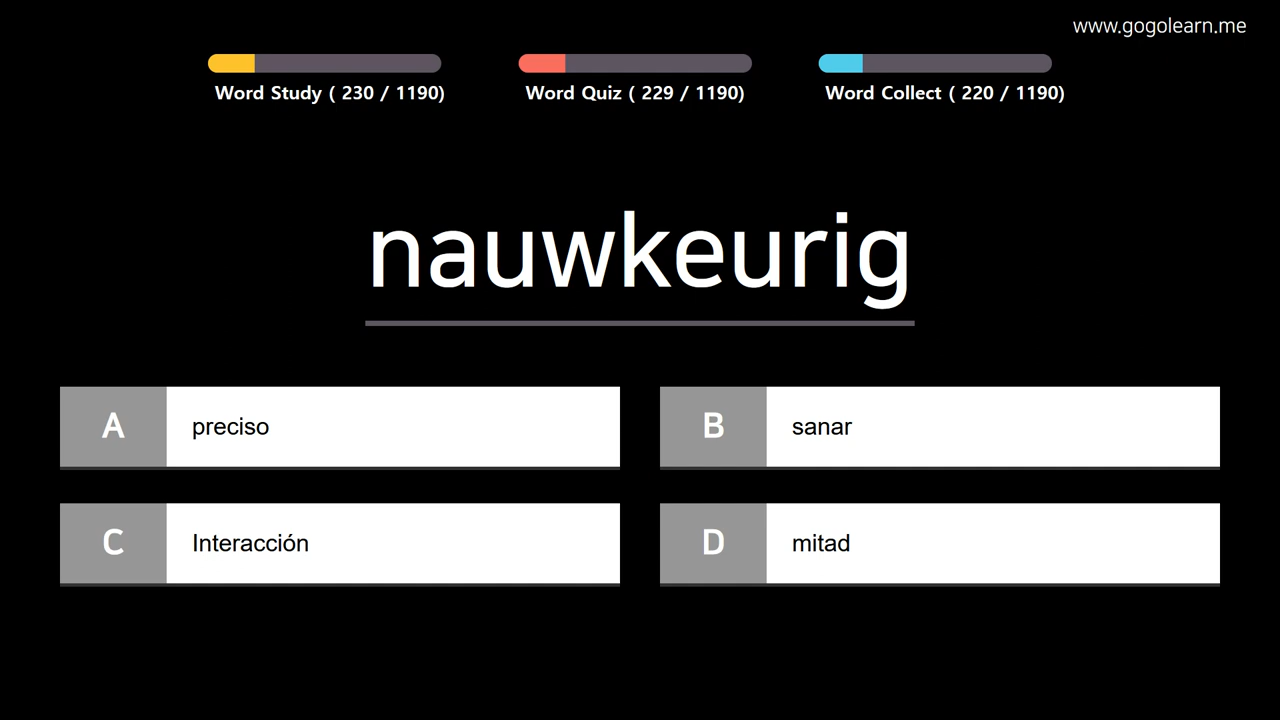 www.gogolearn.me
Word Study ( 230 / 1190)
Word Quiz ( 229 / 1190)
Word Collect ( 220 / 1190)
nauwkeurig
A preciso
B sanar
C Interacción
D mitad